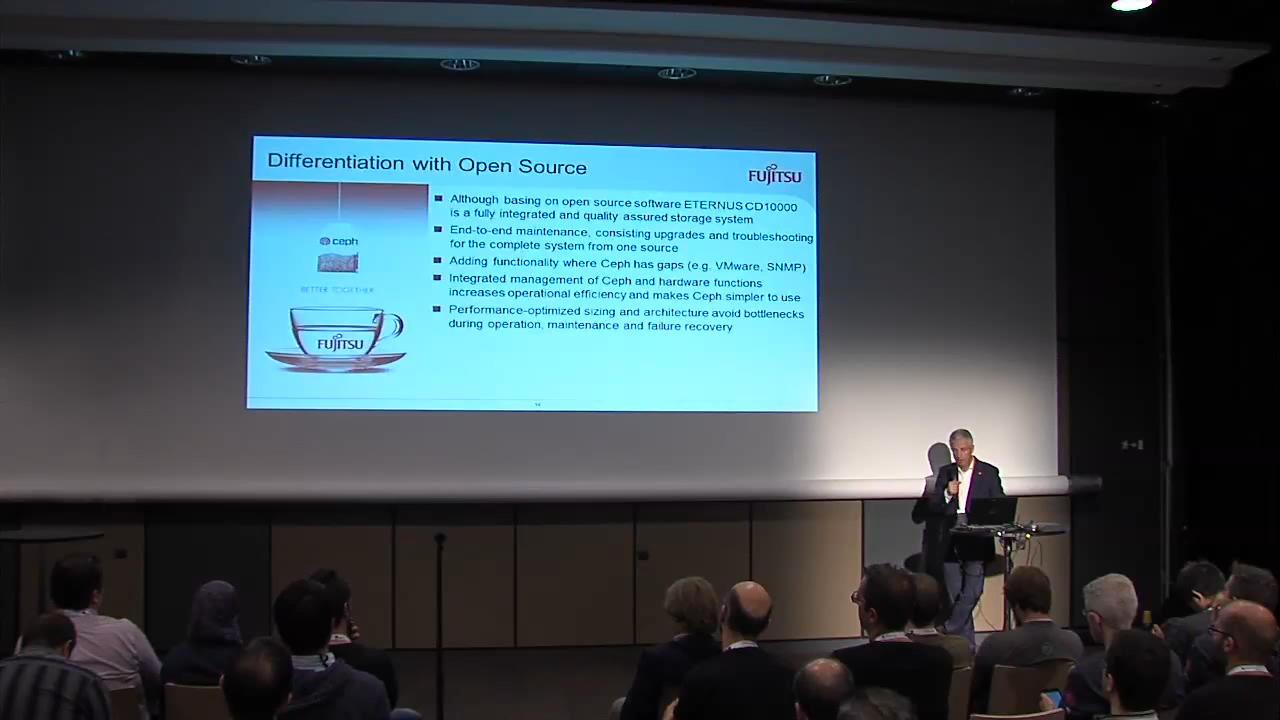 Differentiation with Open Source
FUJITSU
Although basing on open source software ETERNUS CD10000
is a fully integrated and quality assured storage system
End-to-end maintenance, consisting upgrades and troubleshooting
for the complete system from one source
Adding functionality where Ceph has gaps (e.g. VMware, SNMP)
Integrated management of Ceph and hardware functions
increases operational efficiency and makes Ceph simpler to use
Performance-optimized sizing and architecture avoid bottlenecks
during operation, maintenance and failure recovery
ceph
BETTER TOGETHER
FUJITSU